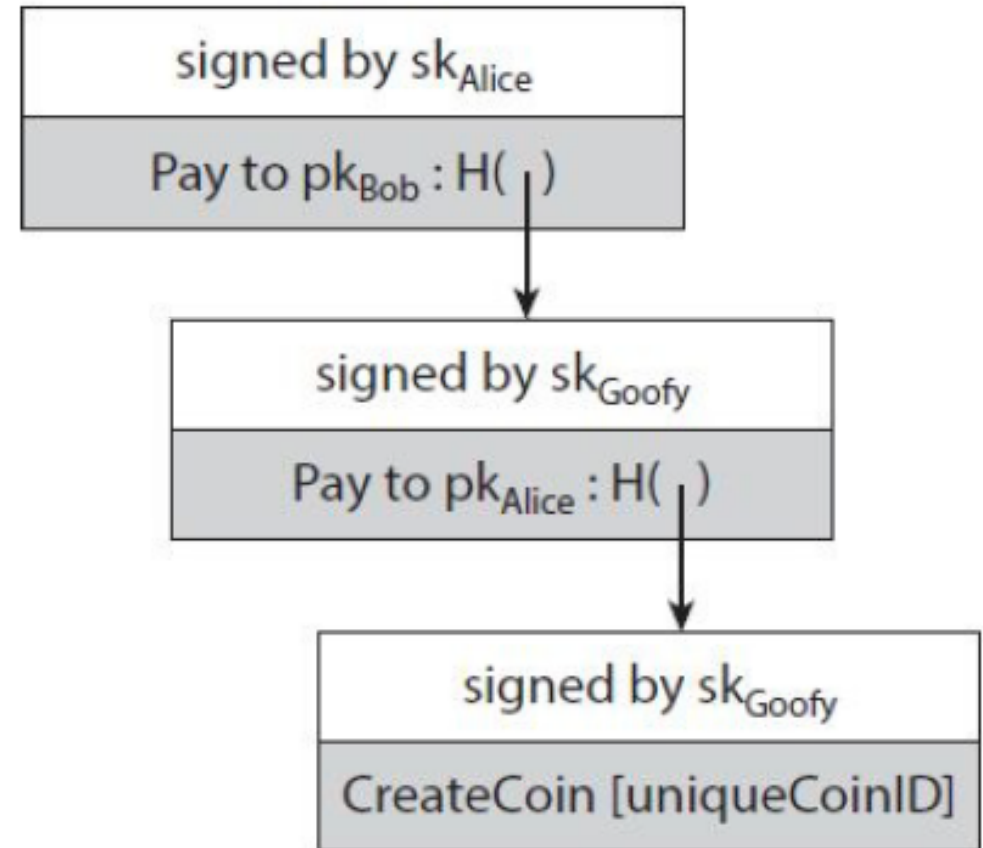 signed by skAlice
Pay to pkBob : H( )
signed by skGoofy
Pay to pkAlice : H( )
signed by skGoofy
CreateCoin [uniqueCoinID]